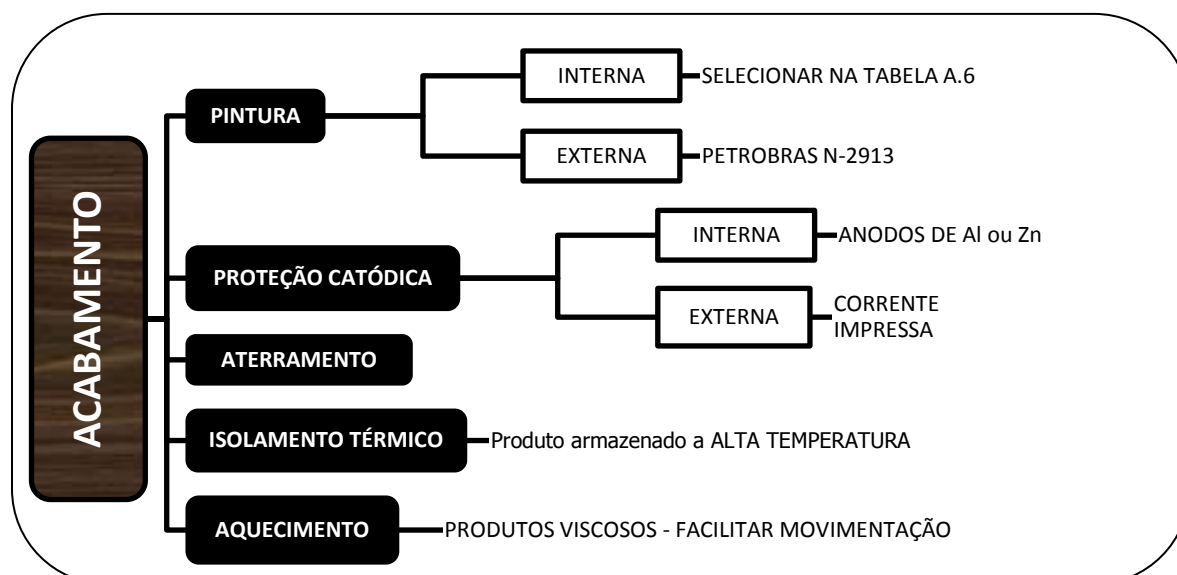 ACABAMENTO
PINTURA
INTERNA
SELECIONAR NA TABELA A.6
EXTERNA
PETROBRAS N-2913
PROTEÇÃO CATÓDICA
INTERNA
ANODOS DE Al ou Zn
EXTERNA
CORRENTE
IMPRESSA
ATERRAMENTO
ISOLAMENTO TÉRMICO
Produto armazenado a ALTA TEMPERATURA
AQUECIMENTO
PRODUTOS VISCOSOS - FACILITAR MOVIMENTAÇÃO